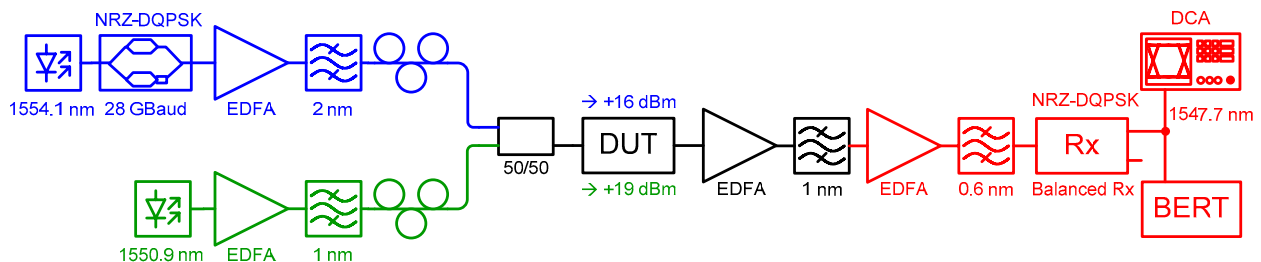 NRZ-DQPSK
1554.1 nm
28 GBaud
EDFA
2 nm
1550.9 nm
EDFA
1 nm
50/50
→ +16 dBm
DUT
→ +19 dBm
EDFA
1 nm
EDFA
0.6 nm
NRZ-DQPSK
Rx
Balanced Rx
DCA
1547.7 nm
BERT